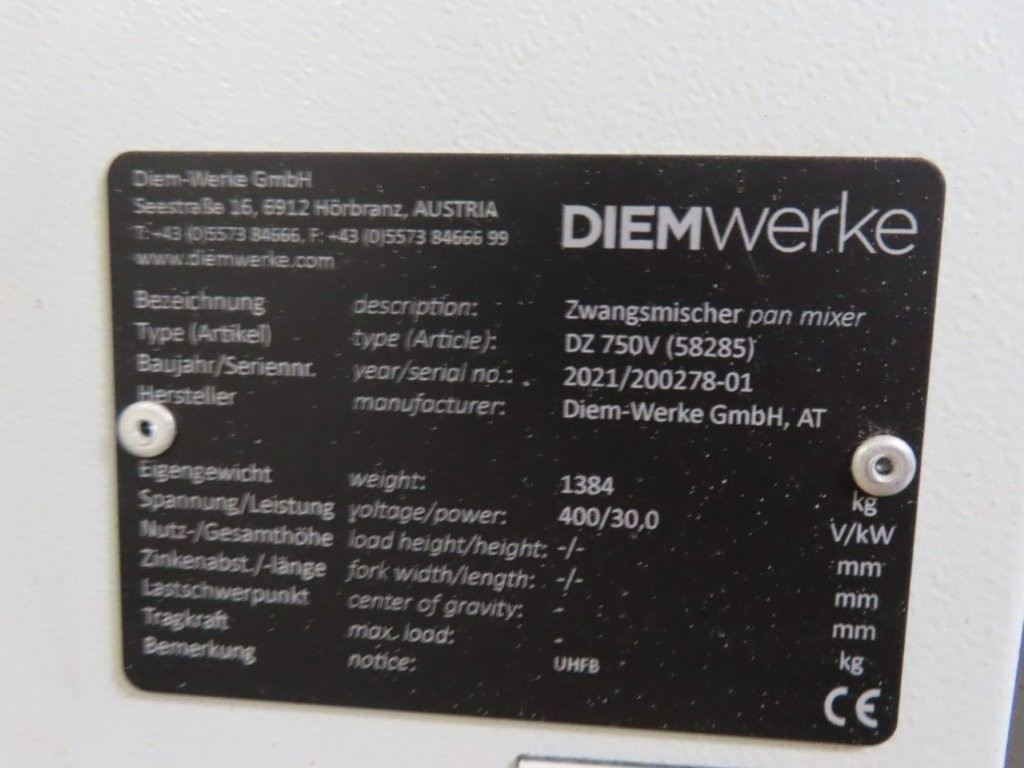 Diem-Werke GmbH
Seestraße 16, 6912 Hörbranz, AUSTRIA
T: +43 (0)5573 84666, F: +43 (0)5573 84666 99
www.diemwerke.com
DIEMwerke
Bezeichnung description: Zwangsmischer pan mixer
Type (Artikel) type (Article): DZ 750V (58285)
Baujahr/Seriennr. year/serial no.: 2021/200278-01
Hersteller manufacturer: Diem-Werke GmbH, AT
Eigengewicht weight: 1384 kg
Spannung/Leistung voltage/power: 400/30,0 V/kW
Nutz-/Gesamthöhe load height/height: -/- mm
Zinkenabst./-länge fork width/length: -/- mm
Lastschwerpunkt center of gravity: - mm
Tragkraft max. load: - kg
Bemerkung notice: UHFB
CE